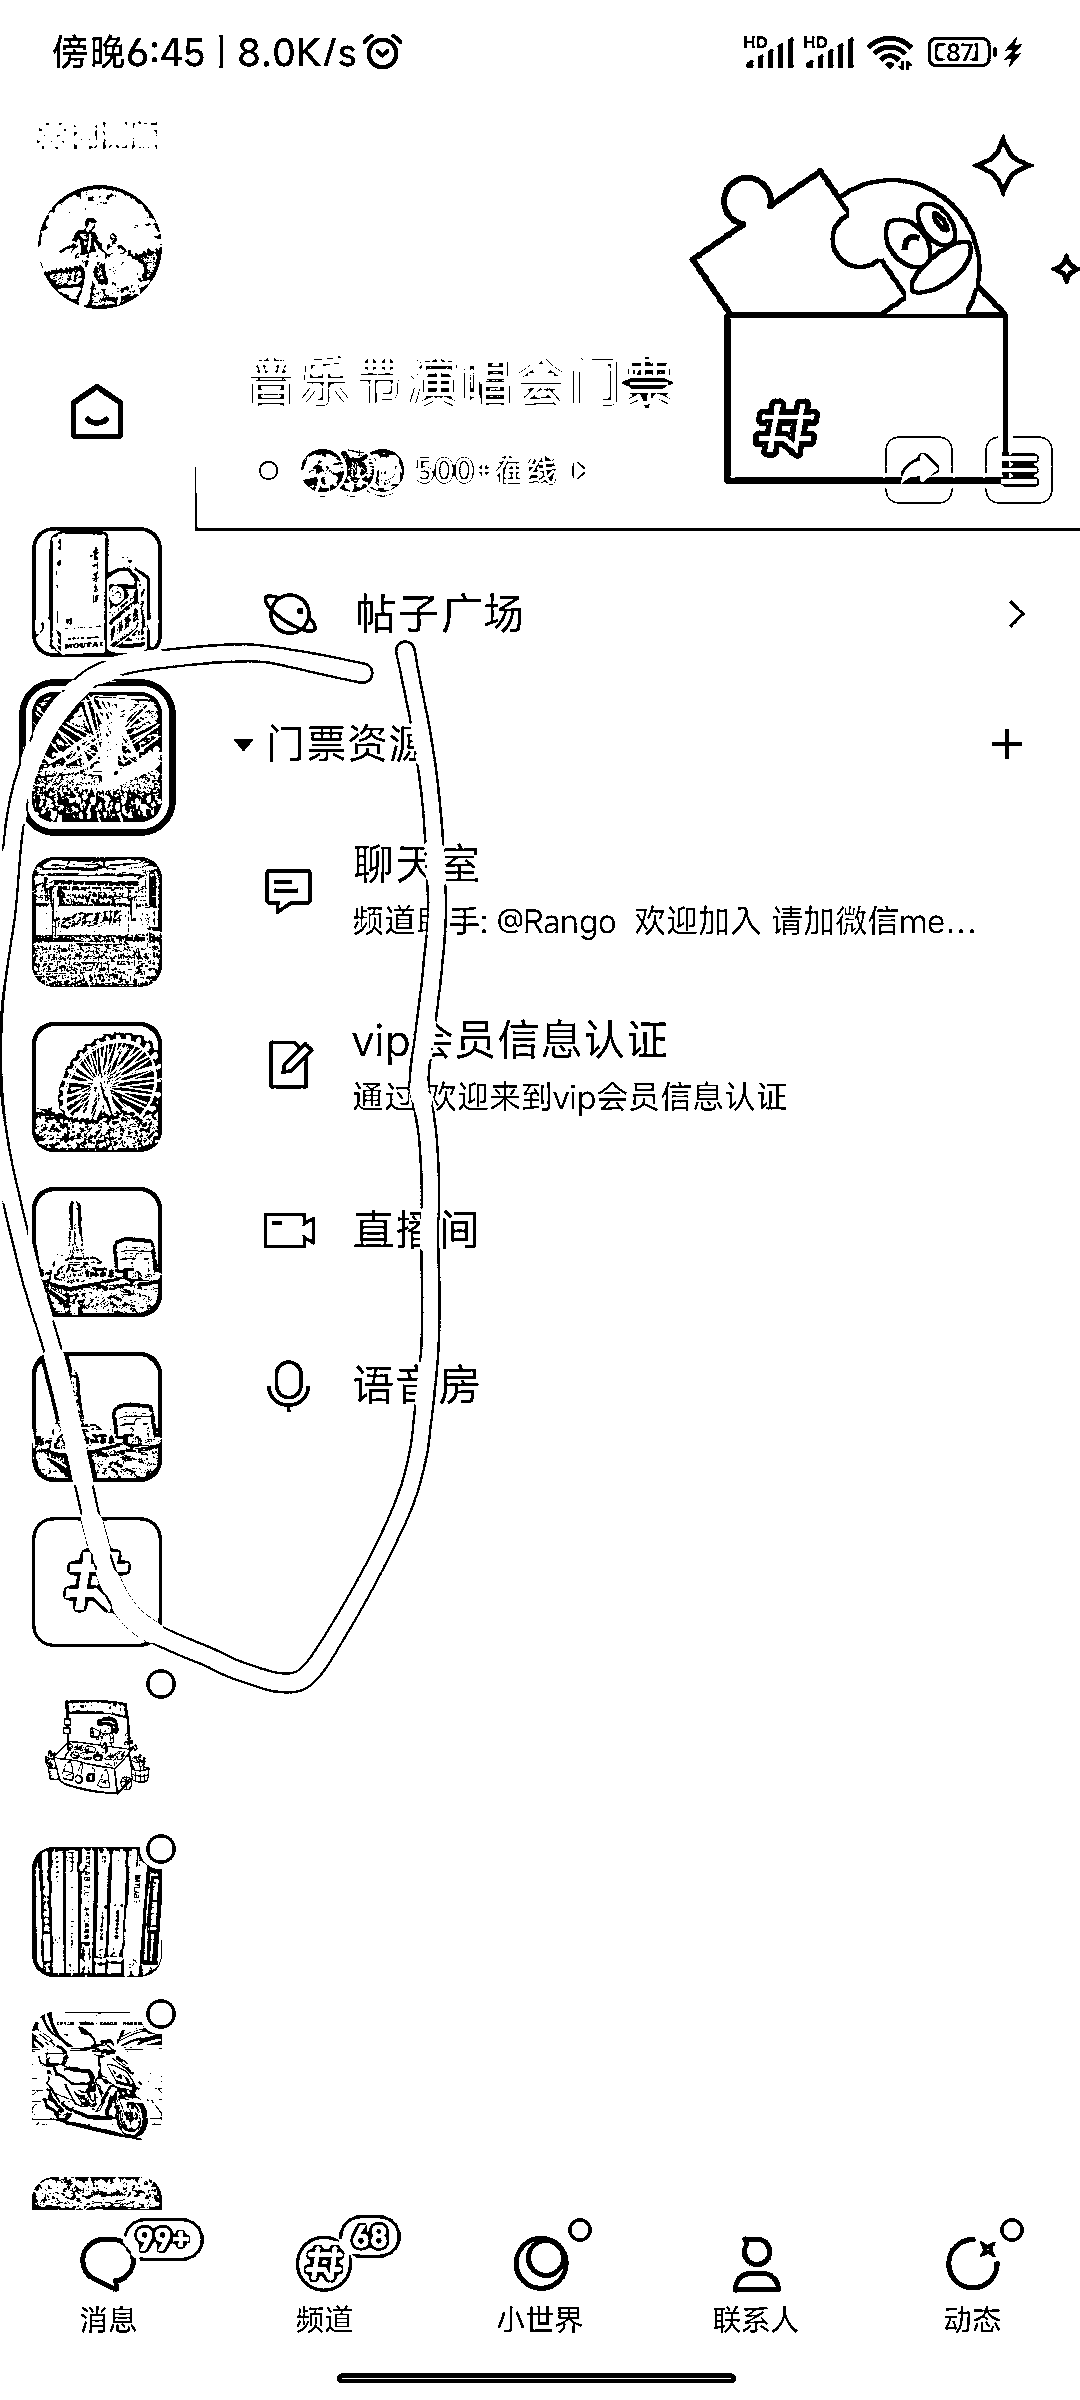 傍晚6:45 | 8.0K/s
HD HD 87
音乐节演唱会门票
500+在线
帖子广场
MOUTAI
门票资源
聊天室
频道助手: @Rango 欢迎加入 请加微信me...
vip会员信息认证
通过 欢迎来到vip会员信息认证
直播间
语音房
99+
68
消息
频道
小世界
联系人
动态